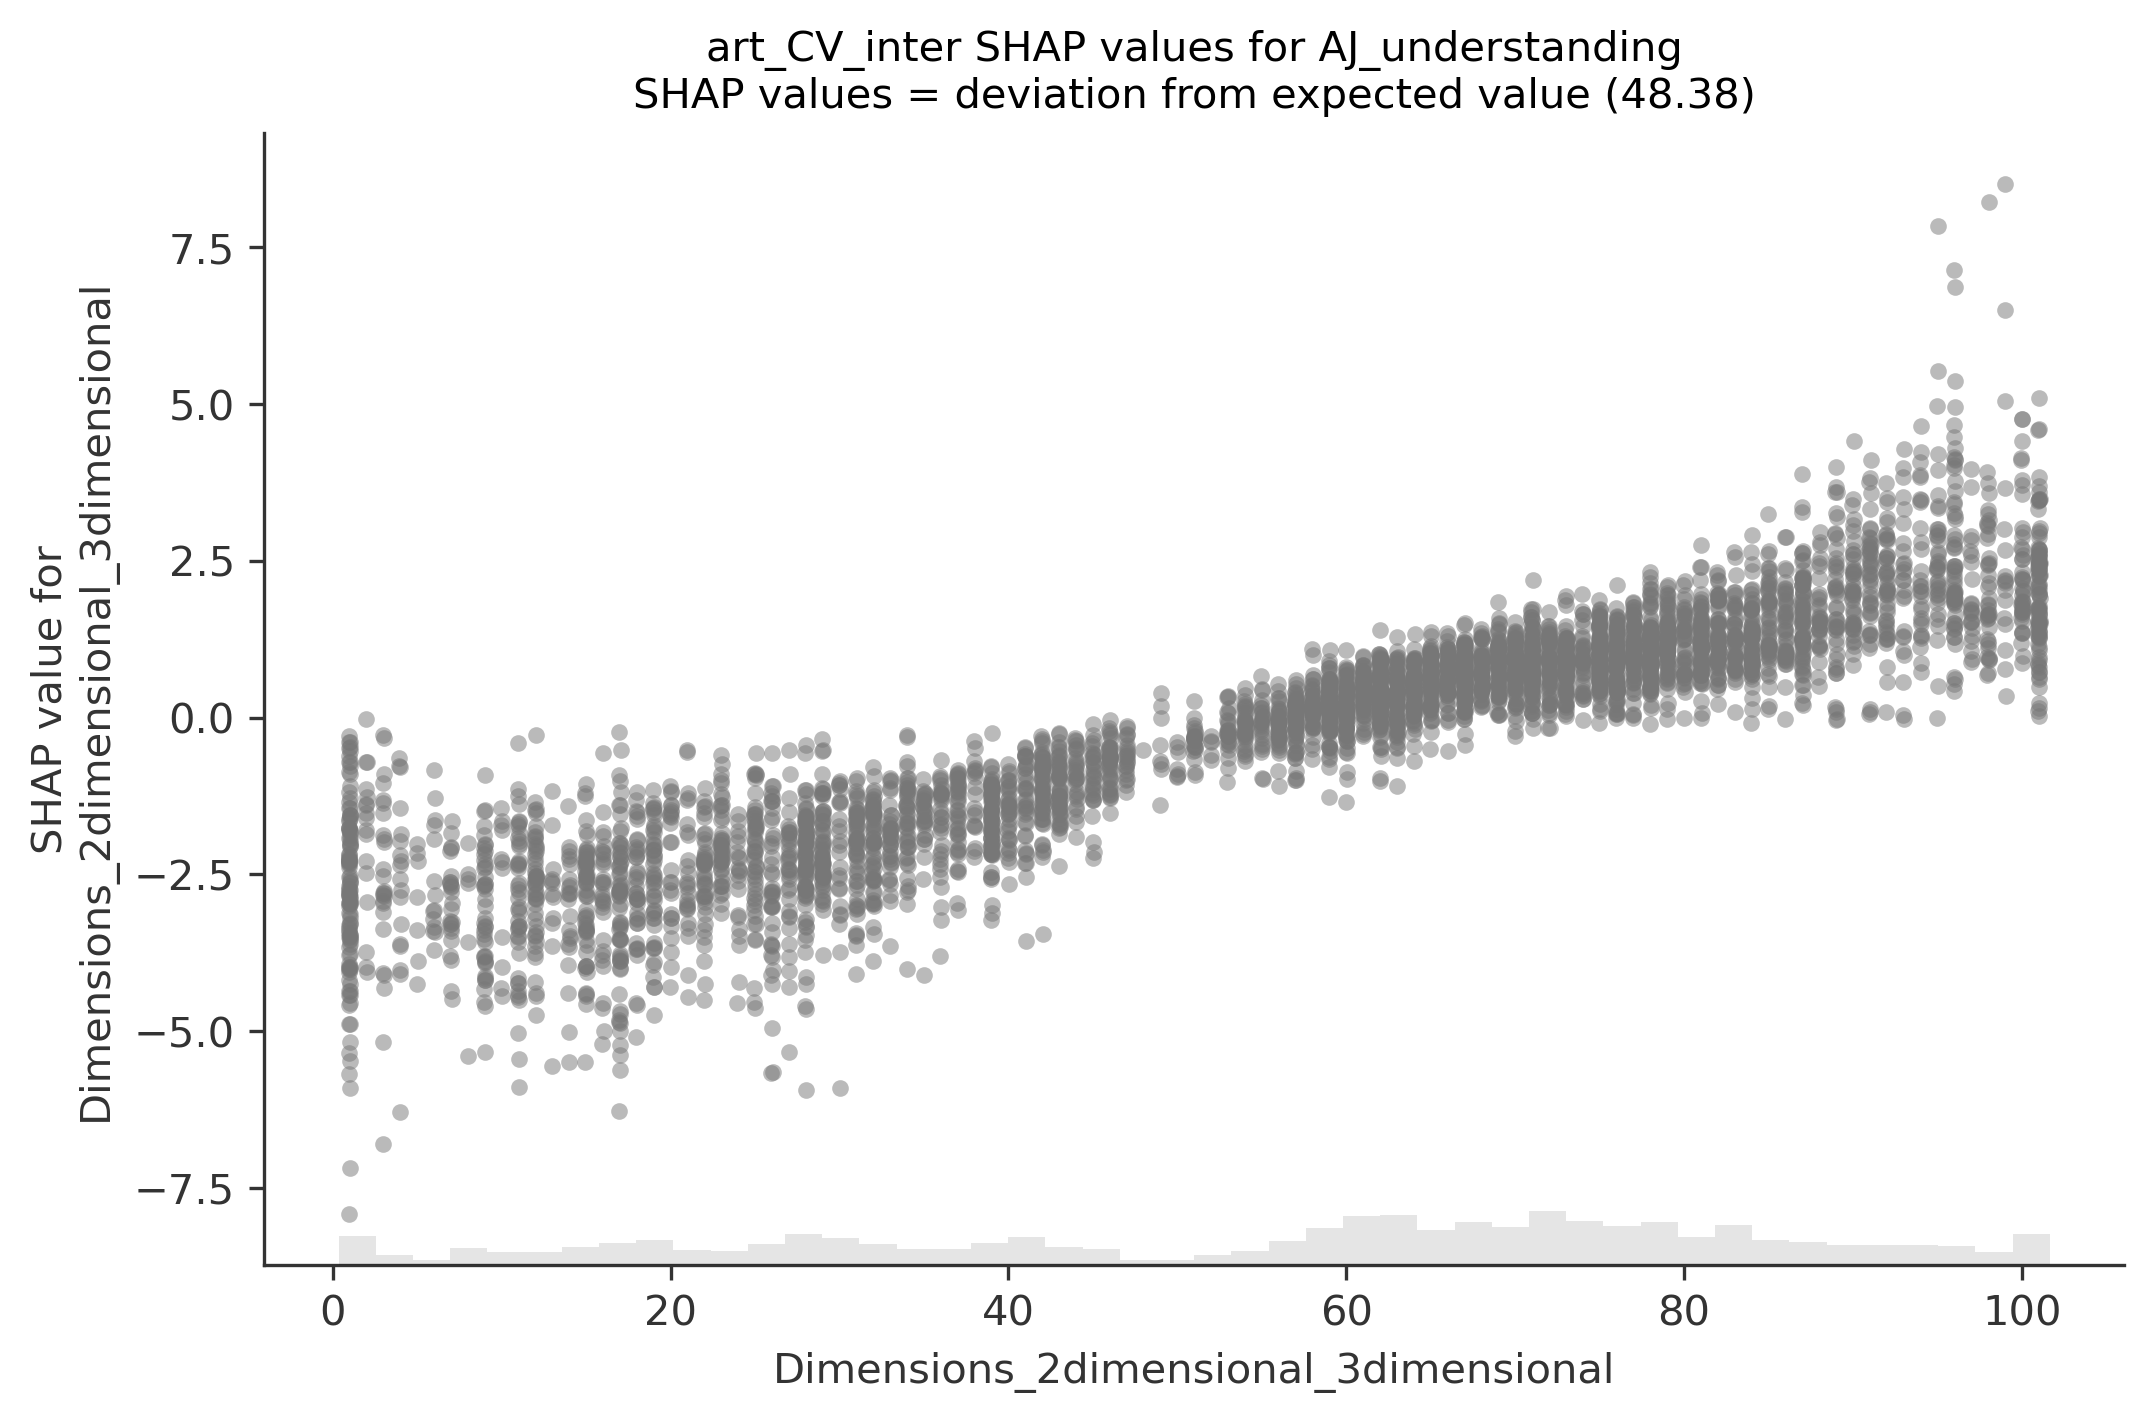 art_CV_inter SHAP values for AJ_understanding
SHAP values = deviation from expected value (48.38)
SHAP value for
Dimensions_2dimensional_3dimensional
7.5
5.0
2.5
0.0
−2.5
−5.0
−7.5
0 20 40 60 80 100
Dimensions_2dimensional_3dimensional